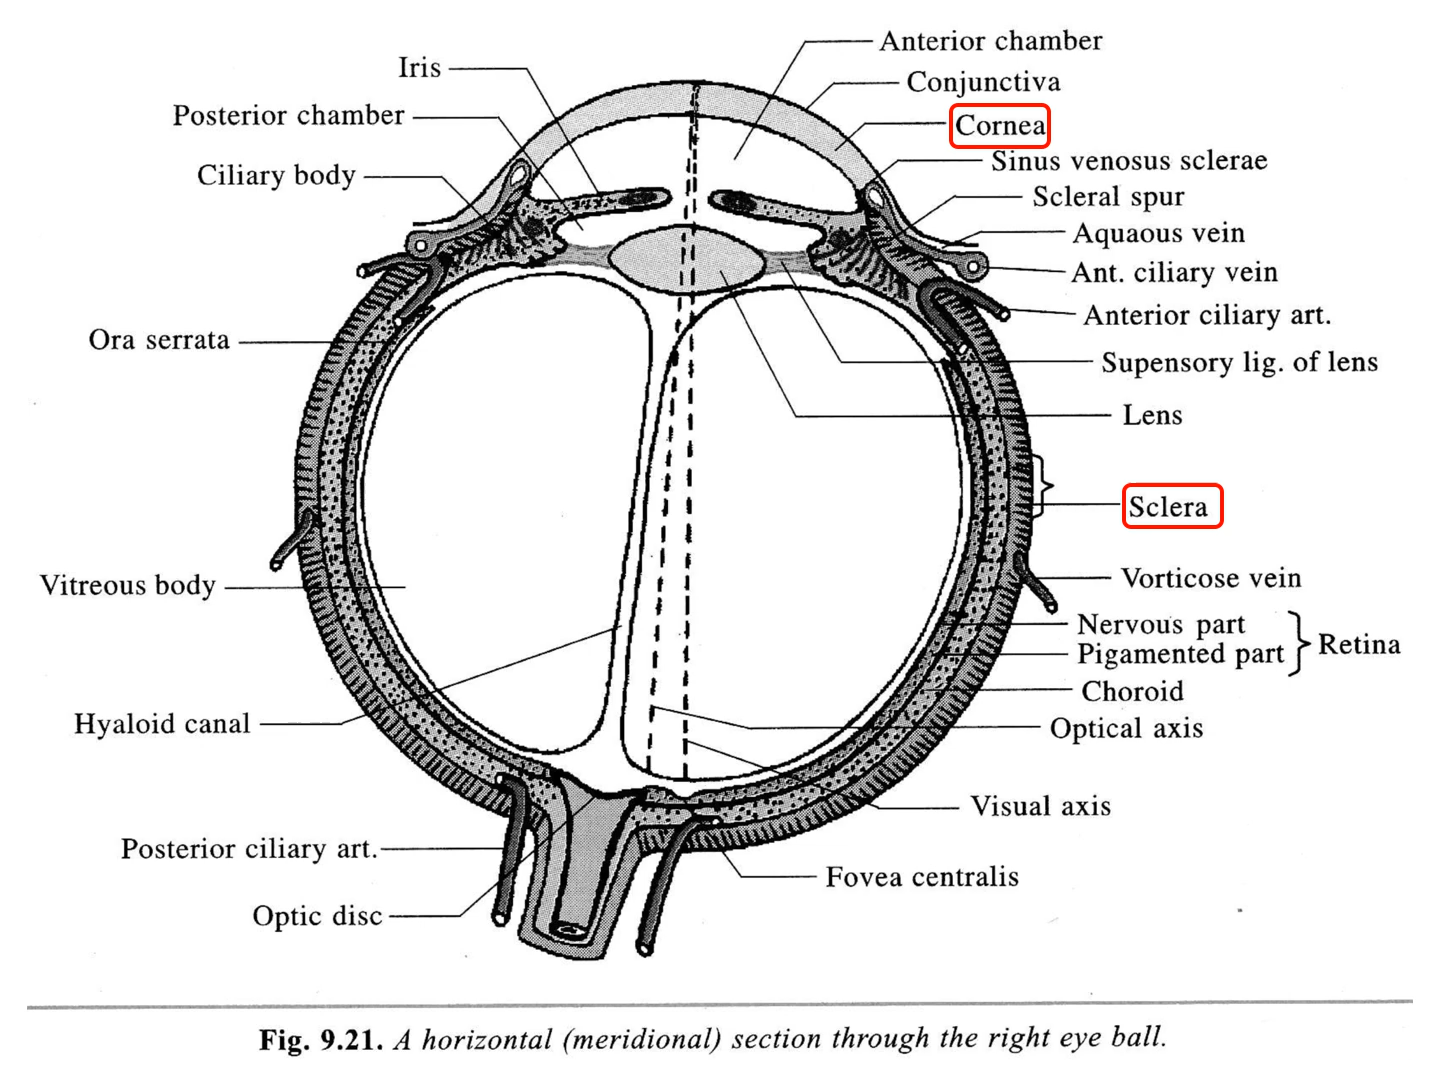 Anterior chamber
Iris
Conjunctiva
Posterior chamber
Cornea
Sinus venosus sclerae
Ciliary body
Scleral spur
Aquaous vein
Ant. ciliary vein
Anterior ciliary art.
Ora serrata
Supensory lig. of lens
Lens
Sclera
Vorticose vein
Vitreous body
Nervous part
Retina
Pigamented part
Choroid
Hyaloid canal
Optical axis
Visual axis
Posterior ciliary art.
Fovea centralis
Optic disc
Fig. 9.21. A horizontal (meridional) section through the right eye ball.